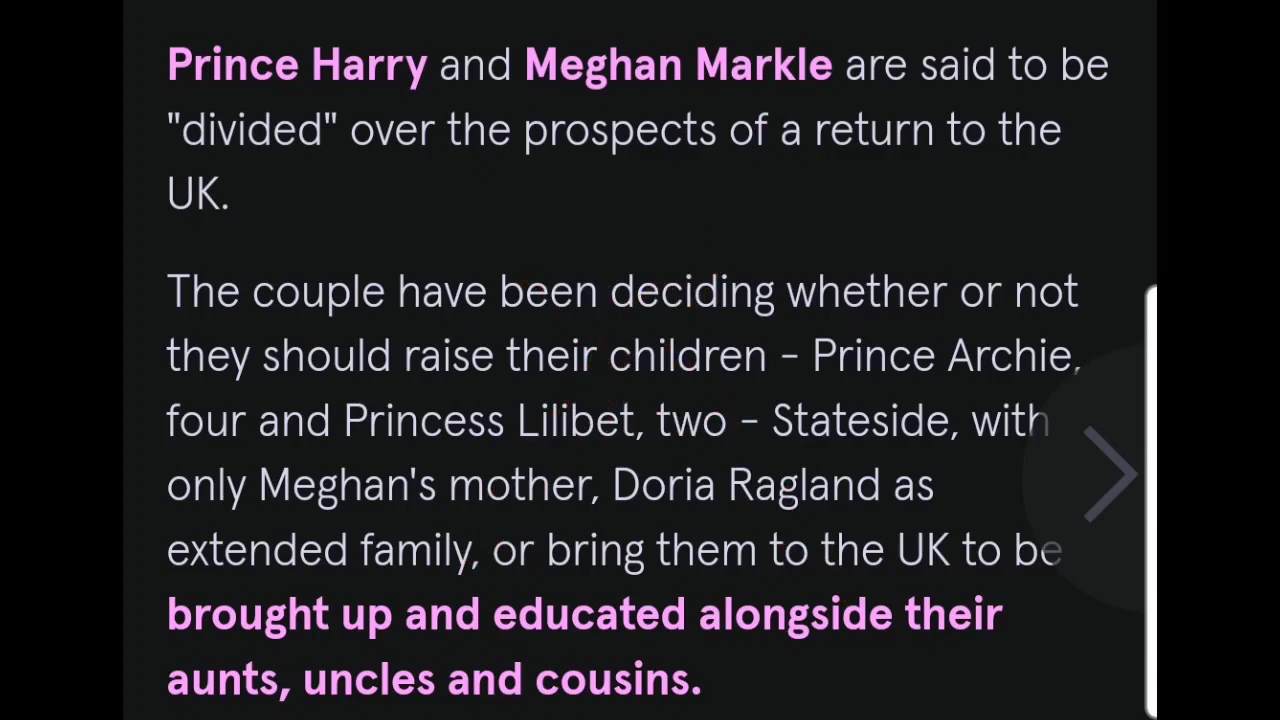 Prince Harry and Meghan Markle are said to be
"divided" over the prospects of a return to the
UK.
The couple have been deciding whether or not
they should raise their children - Prince Archie,
four and Princess Lilibet, two - Stateside, with
only Meghan's mother, Doria Ragland as
extended family, or bring them to the UK to be
brought up and educated alongside their
aunts, uncles and cousins.